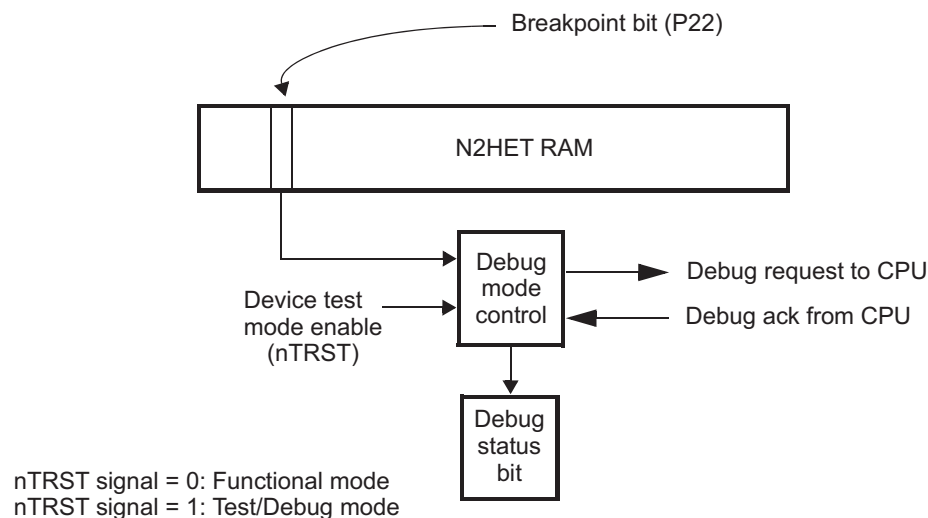 Breakpoint bit (P22)
N2HET RAM
Debug
mode
control
Debug request to CPU
Debug ack from CPU
Device test
mode enable
(nTRST)
Debug
status
bit
nTRST signal = 0: Functional mode
nTRST signal = 1: Test/Debug mode